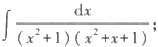 ∫ dx / ((x²+1)(x²+x+1));